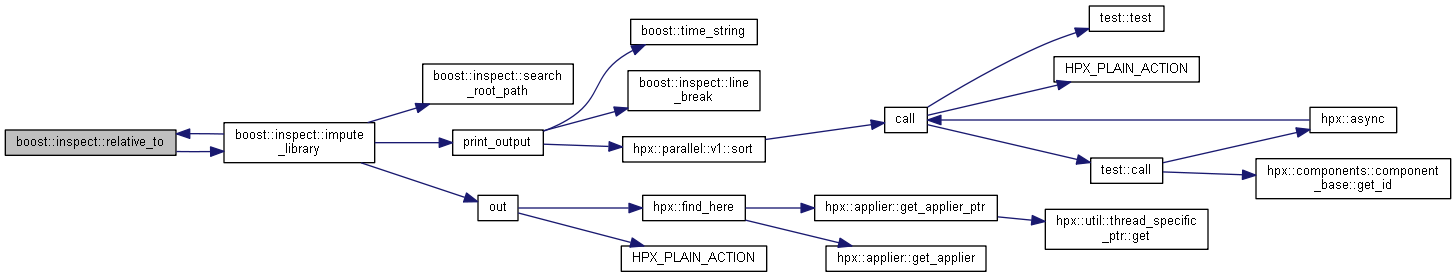 boost::inspect::relative_to
boost::inspect::impute
_library
boost::inspect::search
_root_path
print_output
out
boost::time_string
boost::inspect::line
_break
hpx::parallel::v1::sort
hpx::find_here
HPX_PLAIN_ACTION
call
hpx::applier::get_applier_ptr
hpx::applier::get_applier
test::test
HPX_PLAIN_ACTION
test::call
hpx::util::thread_specific
_ptr::get
hpx::async
hpx::components::component
_base::get_id